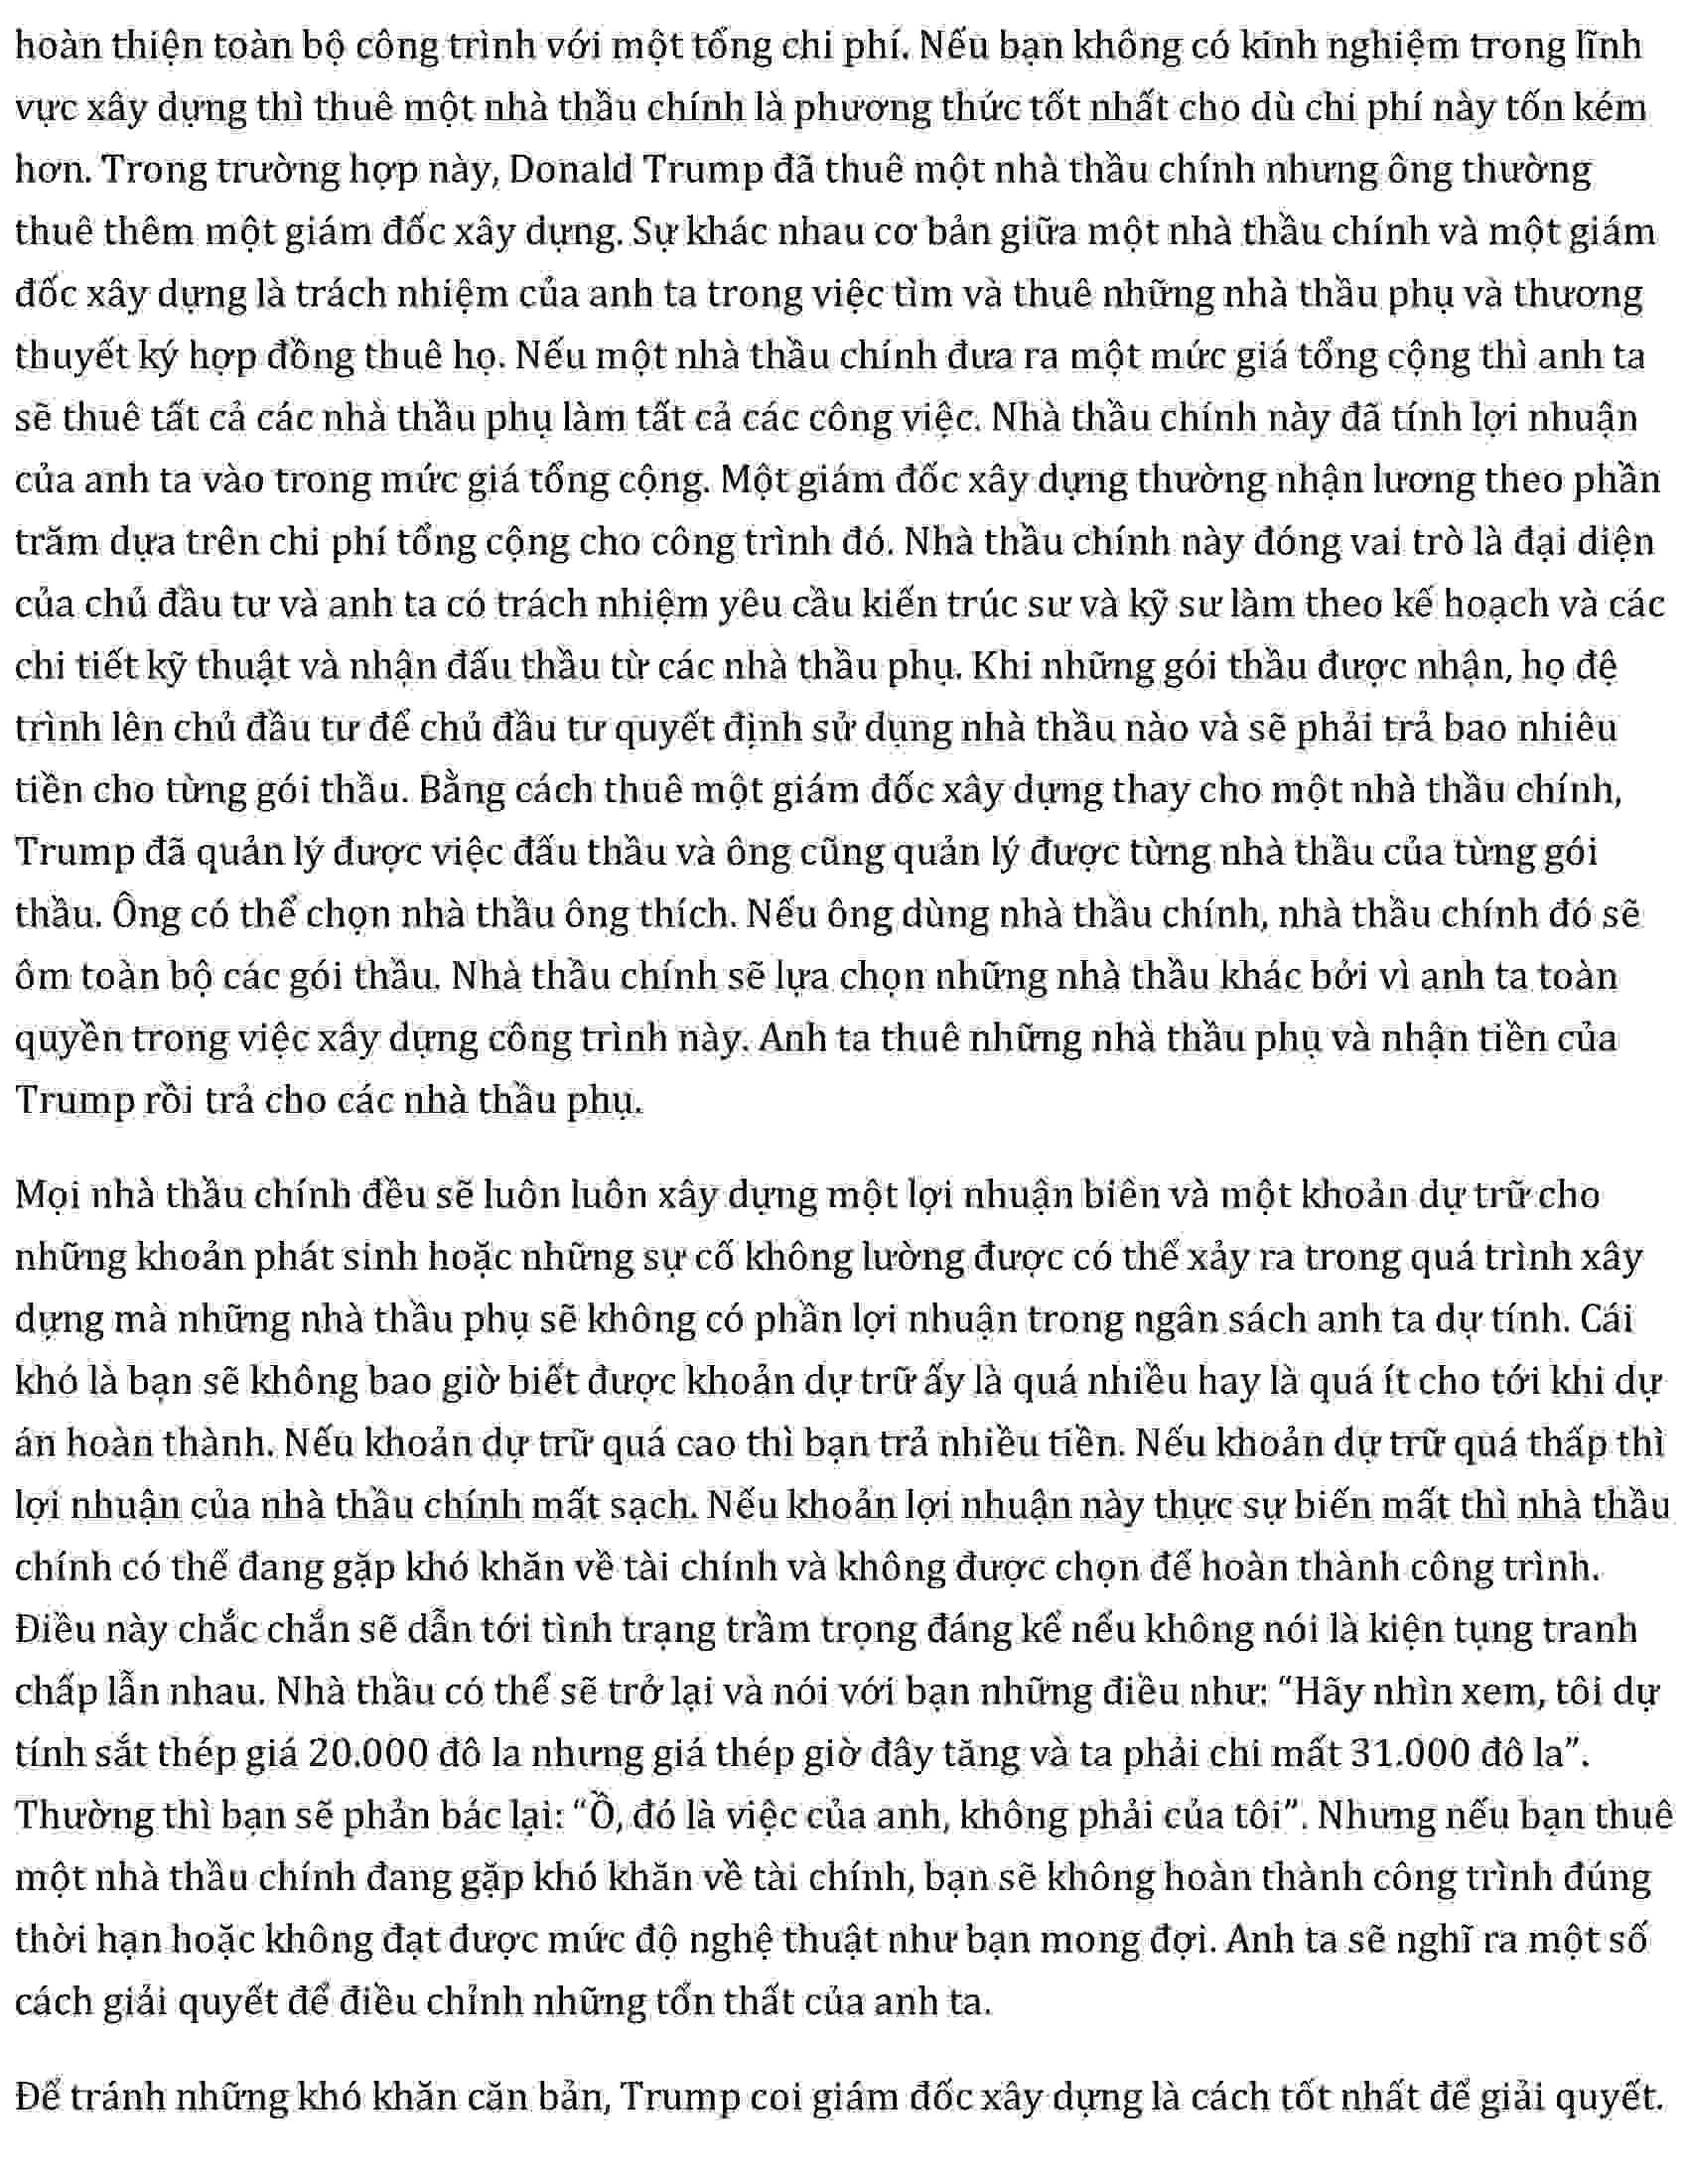 hoàn thiện toàn bộ công trình với một tổng chi phí. Nếu bạn không có kinh nghiệm trong lĩnh
vực xây dựng thì thuê một nhà thầu chính là phương thức tốt nhất cho dù chi phí này tốn kém
hơn. Trong trường hợp này, Donald Trump đã thuê một nhà thầu chính nhưng ông thường
thuê thêm một giám đốc xây dựng. Sự khác nhau cơ bản giữa một nhà thầu chính và một giám
đốc xây dựng là trách nhiệm của anh ta trong việc tìm và thuê những nhà thầu phụ và thương
thuyết ký hợp đồng thuê họ. Nếu một nhà thầu chính đưa ra một mức giá tổng cộng thì anh ta
sẽ thuê tất cả các nhà thầu phụ làm tất cả các công việc. Nhà thầu chính này đã tính lợi nhuận
của anh ta vào trong mức giá tổng cộng. Một giám đốc xây dựng thường nhận lương theo phần
trăm dựa trên chi phí tổng cộng cho công trình đó. Nhà thầu chính này đóng vai trò là đại diện
của chủ đầu tư và anh ta có trách nhiệm yêu cầu kiến trúc sư và kỹ sư làm theo kế hoạch và các
chi tiết kỹ thuật và nhận đấu thầu từ các nhà thầu phụ. Khi những gói thầu được nhận, họ đệ
trình lên chủ đầu tư để chủ đầu tư quyết định sử dụng nhà thầu nào và sẽ phải trả bao nhiêu
tiền cho từng gói thầu. Bằng cách thuê một giám đốc xây dựng thay cho một nhà thầu chính,
Trump đã quản lý được việc đấu thầu và ông cũng quản lý được từng nhà thầu của từng gói
thầu. Ông có thể chọn nhà thầu ông thích. Nếu ông dùng nhà thầu chính, nhà thầu chính đó sẽ
ôm toàn bộ các gói thầu. Nhà thầu chính sẽ lựa chọn những nhà thầu khác bởi vì anh ta toàn
quyền trong việc xây dựng công trình này. Anh ta thuê những nhà thầu phụ và nhận tiền của
Trump rồi trả cho các nhà thầu phụ.
Mọi nhà thầu chính đều sẽ luôn luôn xây dựng một lợi nhuận biên và một khoản dự trữ cho
những khoản phát sinh hoặc những sự cố không lường được có thể xảy ra trong quá trình xây
dựng mà những nhà thầu phụ sẽ không có phần lợi nhuận trong ngân sách anh ta dự tính. Cái
khó là bạn sẽ không bao giờ biết được khoản dự trữ ấy là quá nhiều hay là quá ít cho tới khi dự
án hoàn thành. Nếu khoản dự trữ quá cao thì bạn trả nhiều tiền. Nếu khoản dự trữ quá thấp thì
lợi nhuận của nhà thầu chính mất sạch. Nếu khoản lợi nhuận này thực sự biến mất thì nhà thầu
chính có thể đang gặp khó khăn về tài chính và không được chọn để hoàn thành công trình.
Điều này chắc chắn sẽ dẫn tới tình trạng trầm trọng đáng kể nếu không nói là kiện tụng tranh
chấp lẫn nhau. Nhà thầu có thể sẽ trở lại và nói với bạn những điều như: “Hãy nhìn xem, tôi dự
tính sắt thép giá 20.000 đô la nhưng giá thép giờ đây tăng và ta phải chi mất 31.000 đô la”.
Thường thì bạn sẽ phản bác lại: “Ồ, đó là việc của anh, không phải của tôi”. Nhưng nếu bạn thuê
một nhà thầu chính đang gặp khó khăn về tài chính, bạn sẽ không hoàn thành công trình đúng
thời hạn hoặc không đạt được mức độ nghệ thuật như bạn mong đợi. Anh ta sẽ nghĩ ra một số
cách giải quyết để điều chỉnh những tổn thất của anh ta.
Để tránh những khó khăn căn bản, Trump coi giám đốc xây dựng là cách tốt nhất để giải quyết.